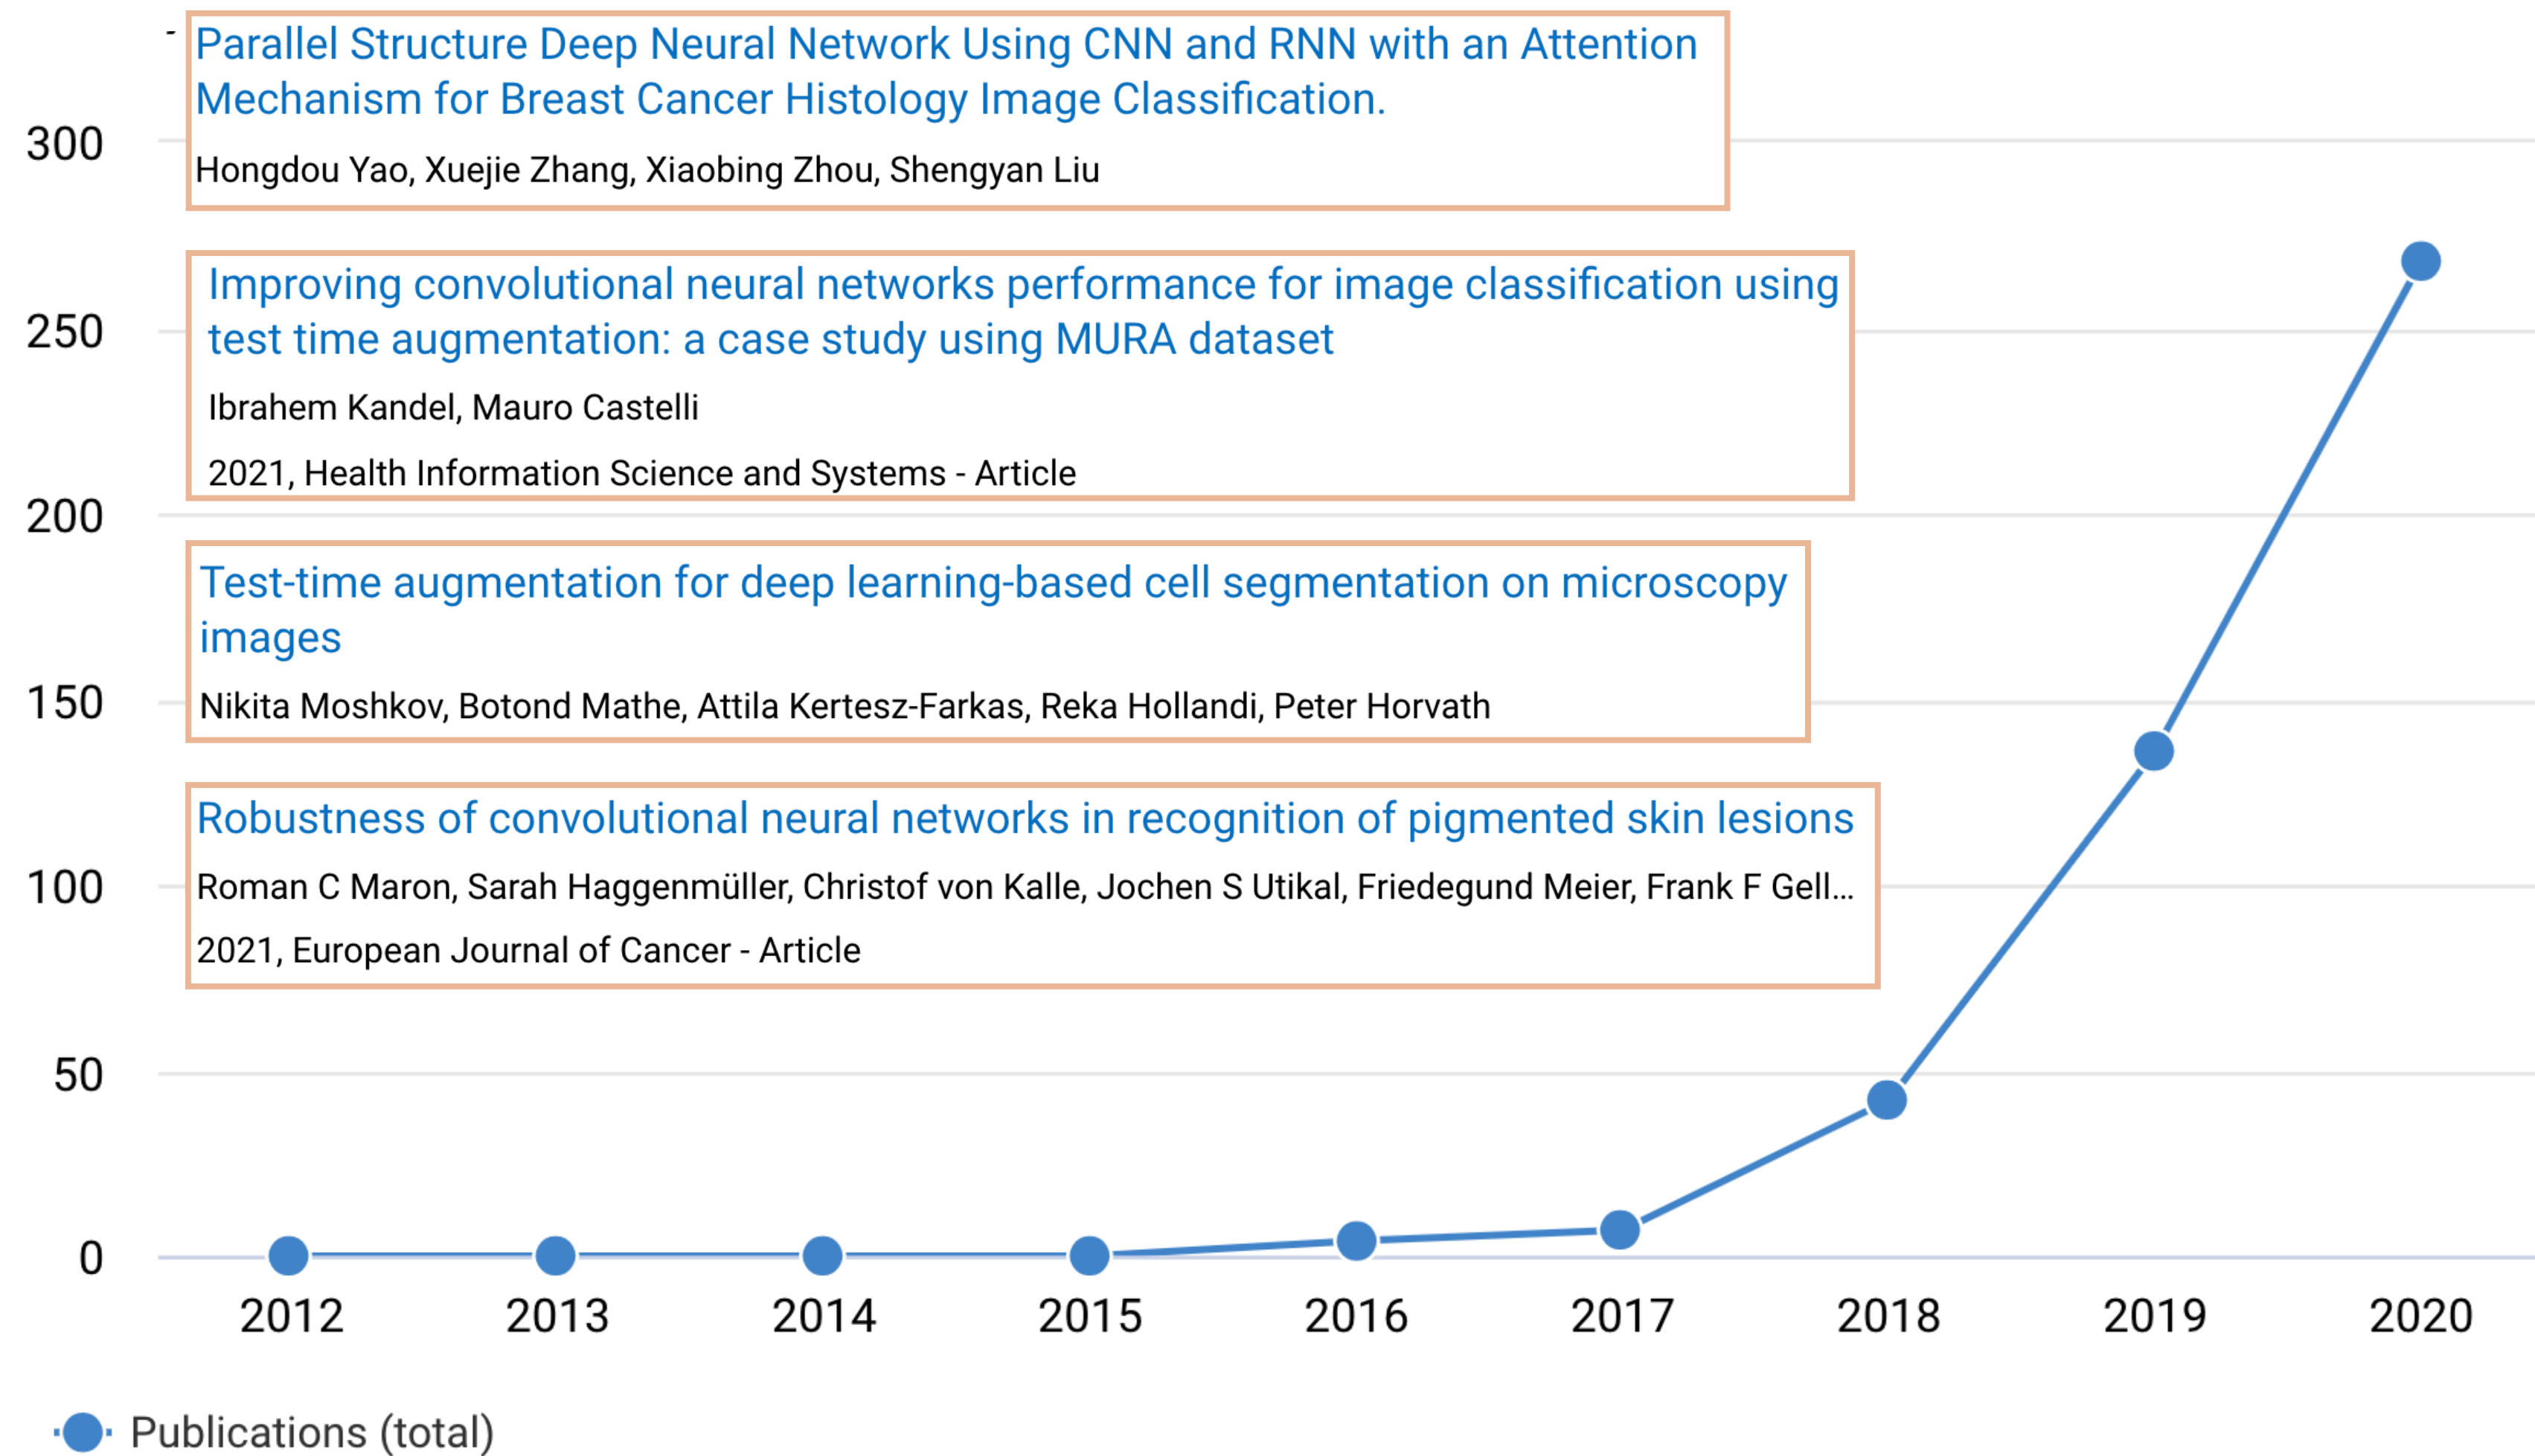 Parallel Structure Deep Neural Network Using CNN and RNN with an Attention
Mechanism for Breast Cancer Histology Image Classification.
Hongdou Yao, Xuejie Zhang, Xiaobing Zhou, Shengyan Liu
Improving convolutional neural networks performance for image classification using
test time augmentation: a case study using MURA dataset
Ibrahem Kandel, Mauro Castelli
2021, Health Information Science and Systems - Article
Test-time augmentation for deep learning-based cell segmentation on microscopy
images
Nikita Moshkov, Botond Mathe, Attila Kertesz-Farkas, Reka Hollandi, Peter Horvath
Robustness of convolutional neural networks in recognition of pigmented skin lesions
Roman C Maron, Sarah Haggenmüller, Christof von Kalle, Jochen S Utikal, Friedegund Meier, Frank F Gell...
2021, European Journal of Cancer - Article
300
250
200
150
100
50
0
2012 2013 2014 2015 2016 2017 2018 2019 2020
Publications (total)